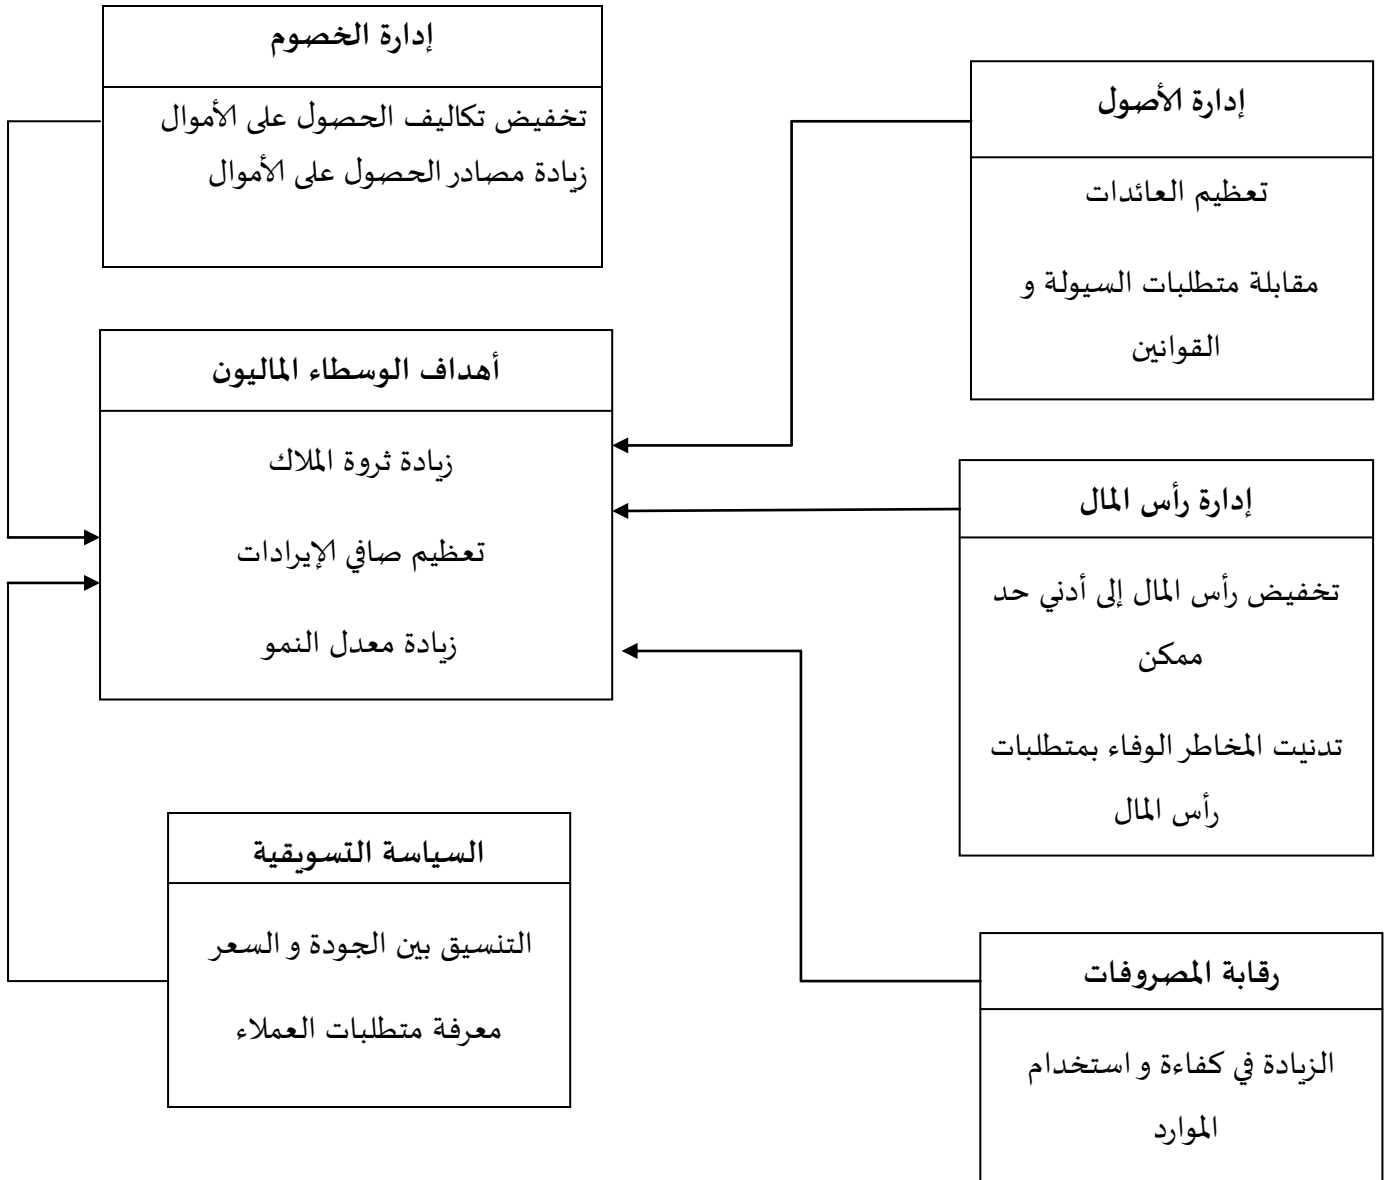 إدارة الخصوم
تخفيض تكاليف الحصول على الأموال
زيادة مصادر الحصول على الأموال
إدارة الأصول
تعظيم العائدات
مقابلة متطلبات السيولة و
القوانين
أهداف الوسطاء الماليون
زيادة ثروة الملاك
تعظيم صافي الإيرادات
زيادة معدل النمو
إدارة رأس المال
تخفيض رأس المال إلى أدني حد
ممكن
تدنيت المخاطر الوفاء بمتطلبات
رأس المال
السياسة التسويقية
التنسيق بين الجودة و السعر
معرفة متطلبات العملاء
رقابة المصروفات
الزيادة في كفاءة و استخدام
الموارد